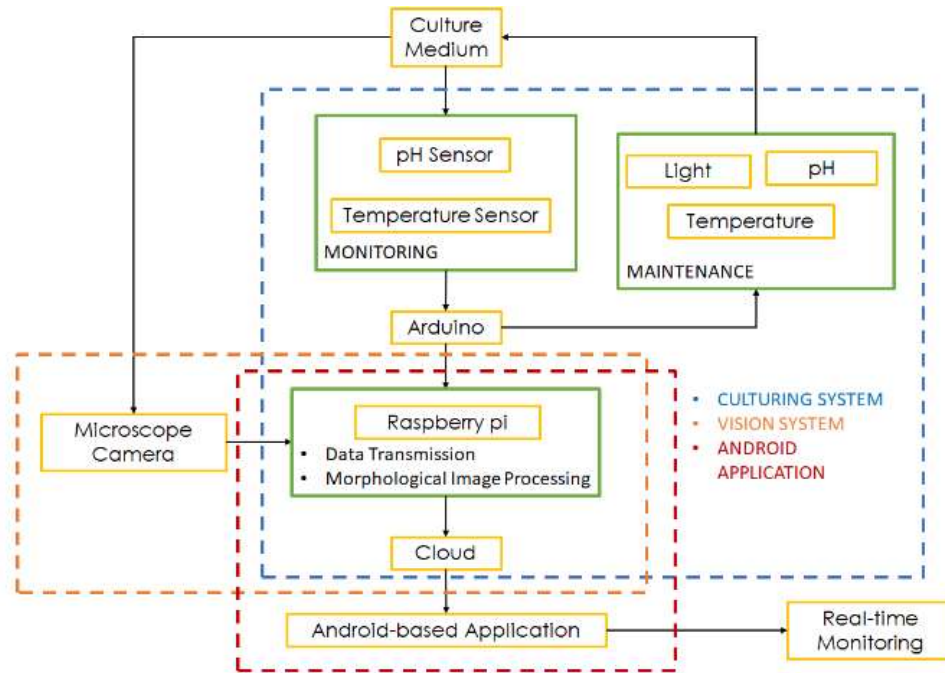 Culture
Medium
pH Sensor
Temperature Sensor
MONITORING
Light
pH
Temperature
MAINTENANCE
Arduino
Microscope
Camera
Raspberry pi
• Data Transmission
• Morphological Image Processing
• CULTURING SYSTEM
• VISION SYSTEM
• ANDROID
APPLICATION
Cloud
Android-based Application
Real-time
Monitoring